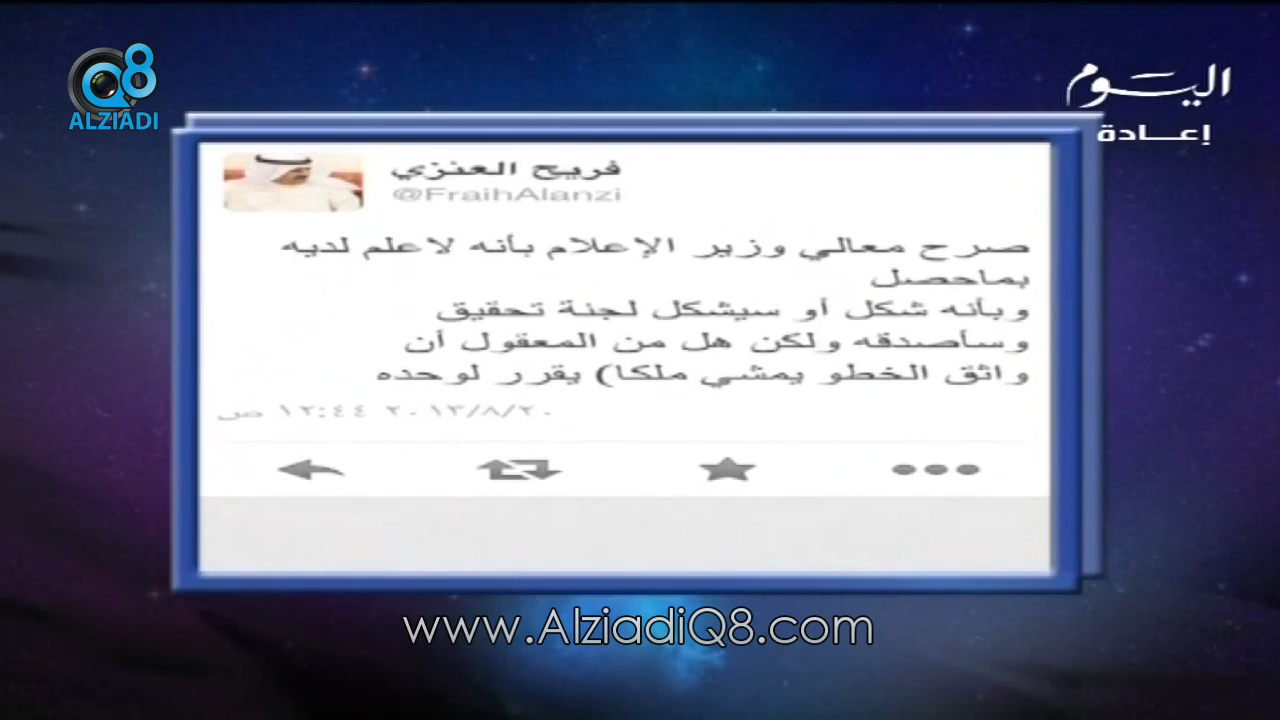 Q8
ALZIADI
اليوم
إعادة
فريح العنزي
@FraihAlanzi
صرح معالي وزير الإعلام بأنه لاعلم لديه
بماحصل
وبأنه شكل أو سيشكل لجنة تحقيق
وسأصدقه ولكن هل من المعقول أن
واثق الخطو يمشي ملكا) يقرر لوحده
٢٠١٣/٨/٢٠ ١٢:٤٤ ص
www.AlziadiQ8.com